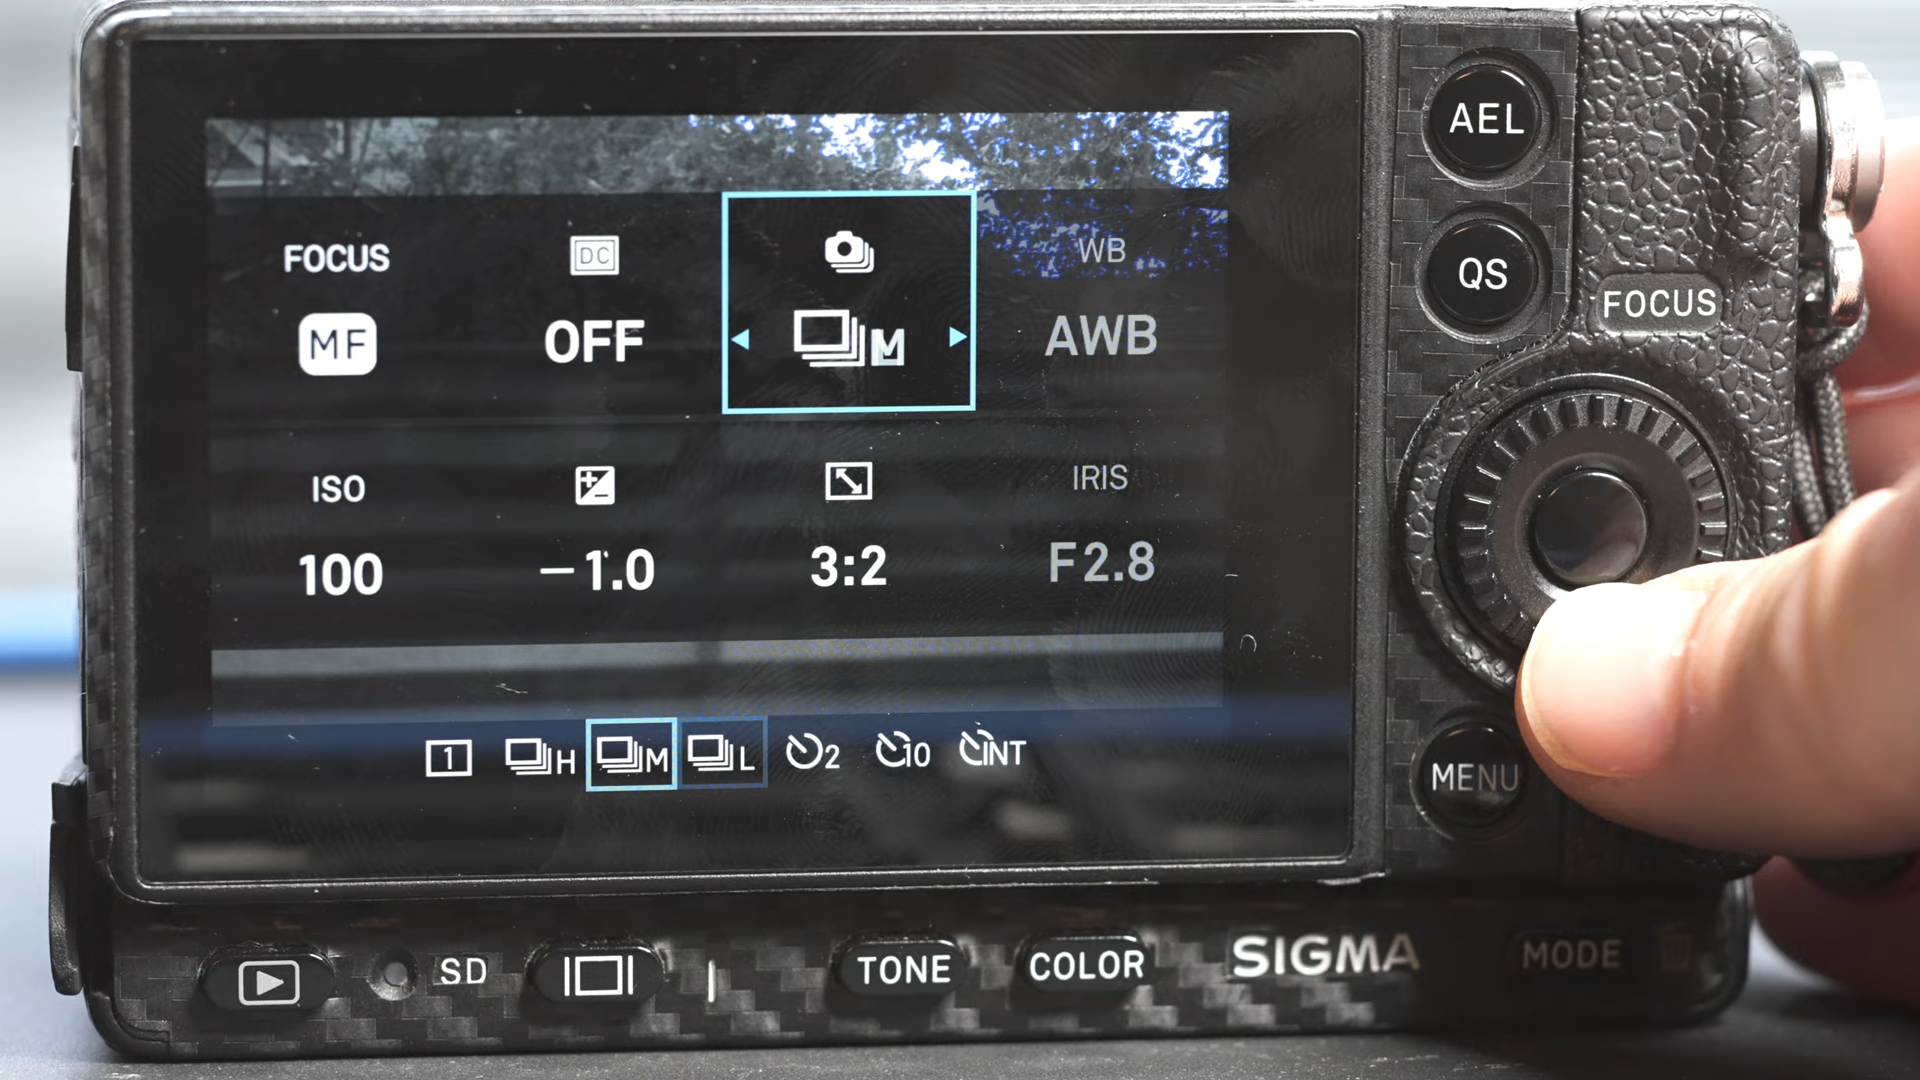 AEL
FOCUS DC WB
QS
MF OFF M AWB
FOCUS
ISO IRIS
100 −1.0 3:2 F2.8
1 H M L 2 10 INT
MENU
SD TONE COLOR SIGMA MODE